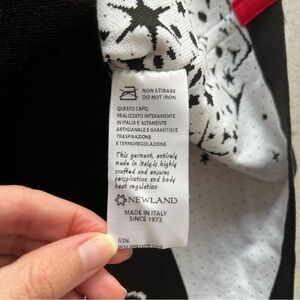 NON STIRARE
DO NOT IRON
QUESTO CAPO,
REALIZZATO INTERAMENTE
IN ITALIA E' ALTAMENTE
ARTIGIANALE E GARANTISCE
TRASPIRAZIONE
E TERMOREGOLAZIONE
This garment, entirely
made in Italy,is highly
crafted and ensures
perspiration and body
heat regulation
NEWLAND
MADE IN ITALY
SINCE 1972
65%